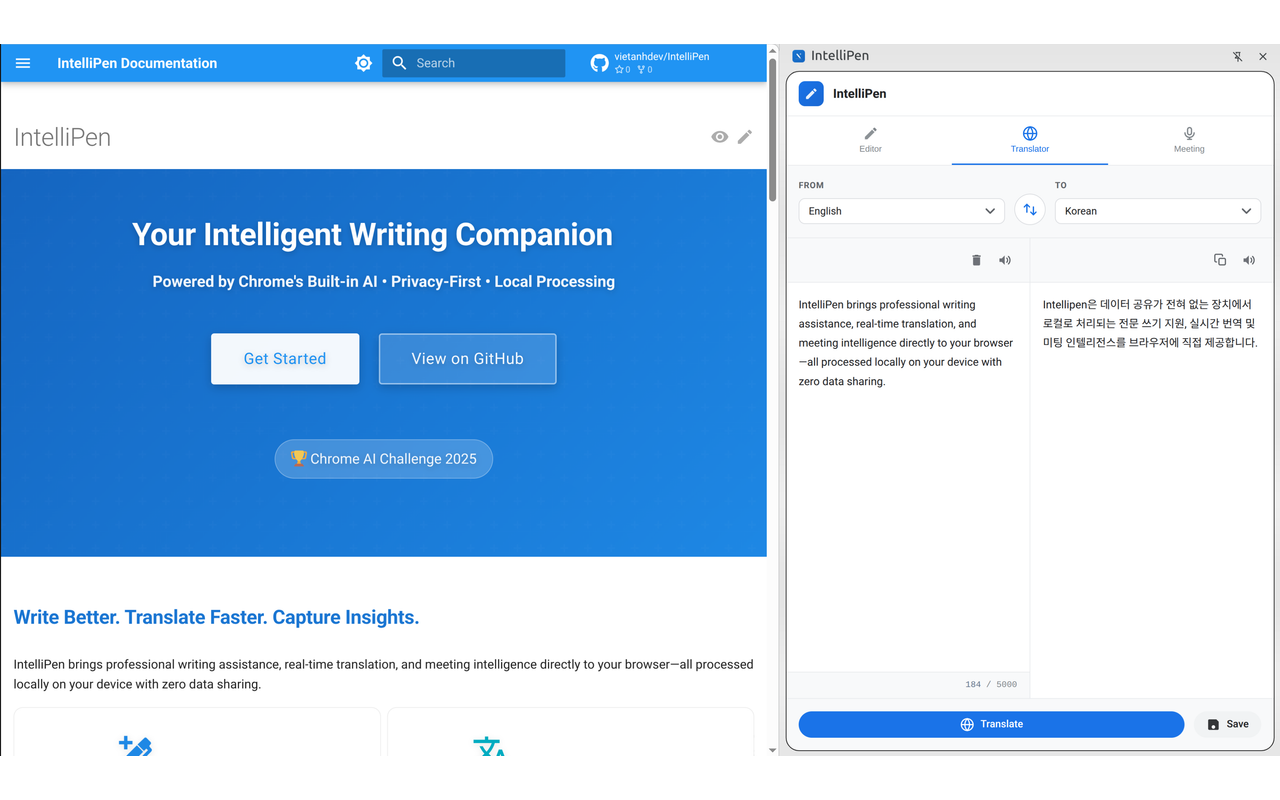 IntelliPen Documentation
Search
vietanhdev/IntelliPen
0 0
IntelliPen
Your Intelligent Writing Companion
Powered by Chrome's Built-in AI • Privacy-First • Local Processing
Get Started
View on GitHub
🏆 Chrome AI Challenge 2025
Write Better. Translate Faster. Capture Insights.
IntelliPen brings professional writing assistance, real-time translation, and meeting intelligence directly to your browser—all processed
locally on your device with zero data sharing.
IntelliPen
IntelliPen
Editor
Translator
Meeting
FROM
English
TO
Korean
IntelliPen brings professional writing
assistance, real-time translation, and
meeting intelligence directly to your browser
—all processed locally on your device with
zero data sharing.
184 / 5000
Intellipen은 데이터 공유가 전혀 없는 장치에서
로컬로 처리되는 전문 쓰기 지원, 실시간 번역 및
미팅 인텔리전스를 브라우저에 직접 제공합니다.
Translate
Save